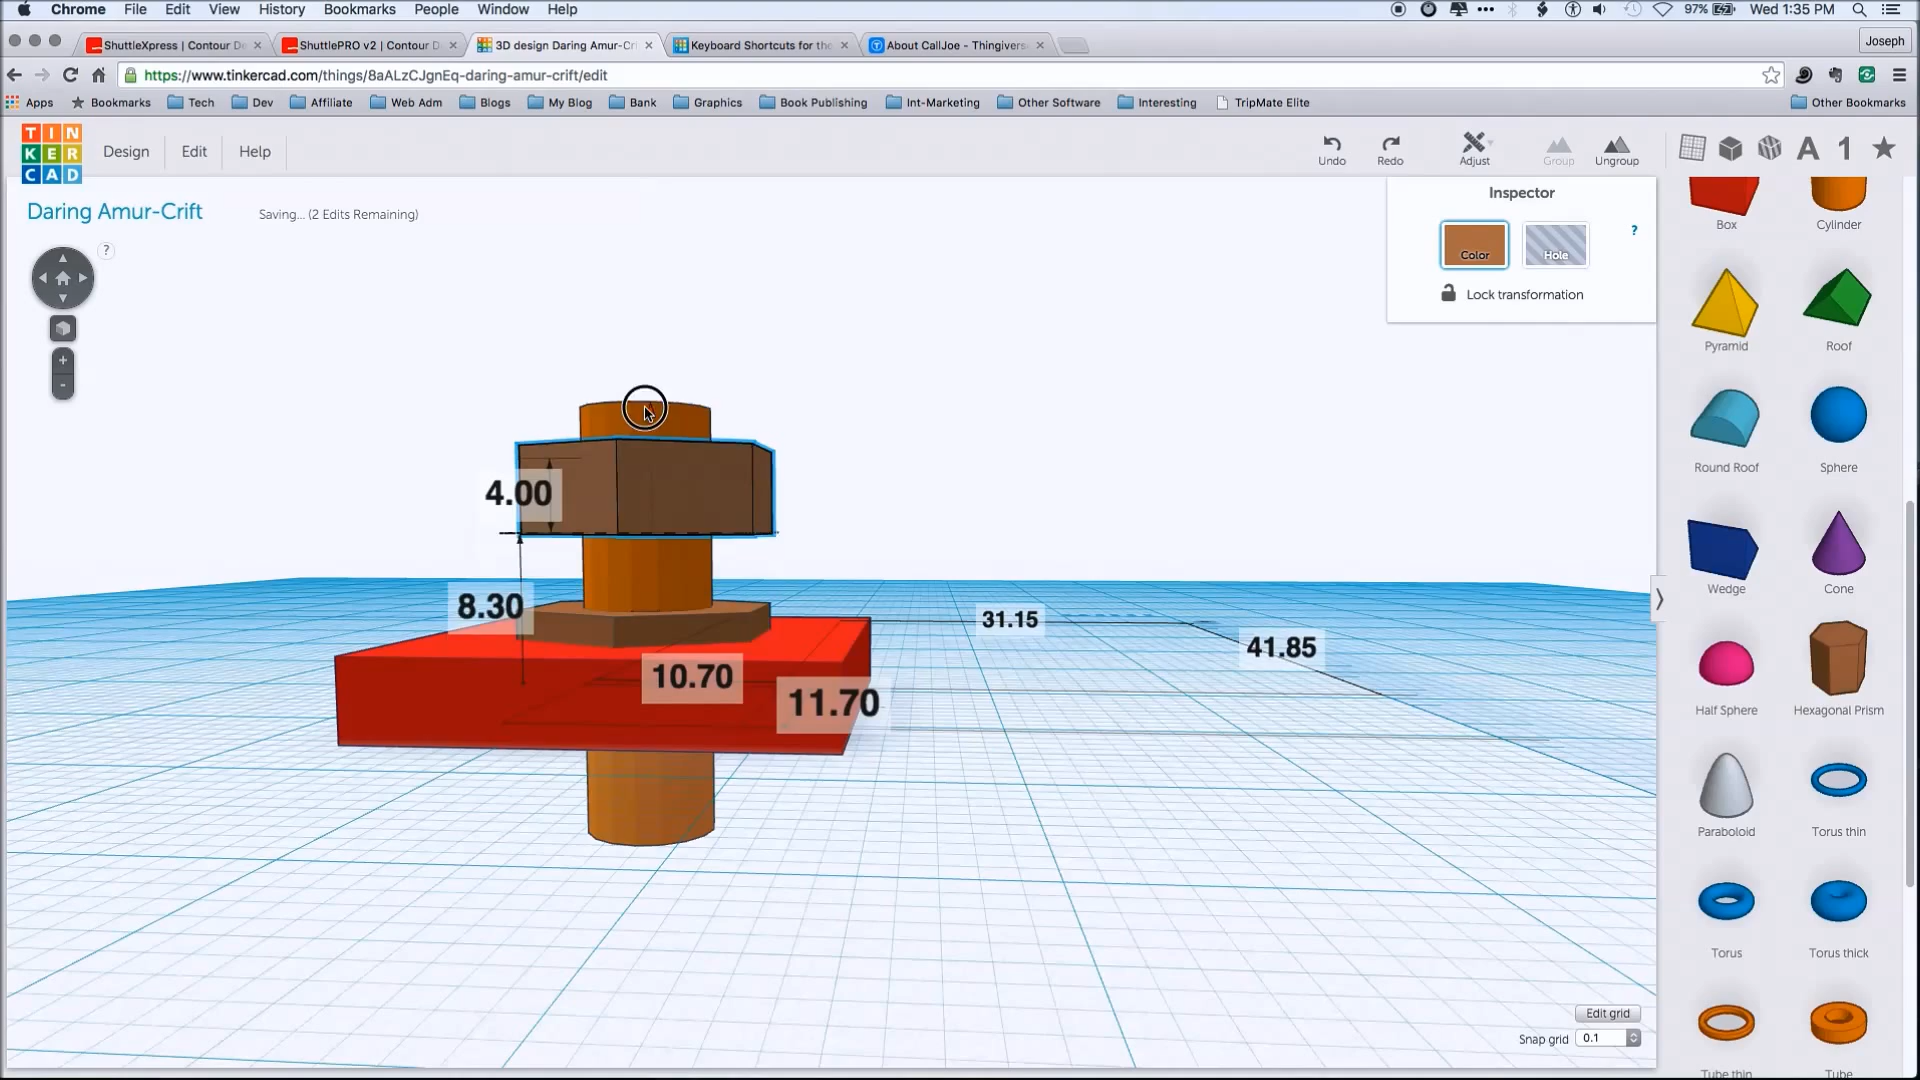 Chrome File Edit View History Bookmarks People Window Help 97% Wed 1:35 PM
ShuttleXpress | Contour De ShuttlePRO v2 | Contour D 3D design Daring Amur-Cri Keyboard Shortcuts for the About CallJoe - Thingivers Joseph
https://www.tinkercad.com/things/8aALzCJgnEq-daring-amur-crift/edit
Apps Bookmarks Tech Dev Affiliate Web Adm Blogs My Blog Bank Graphics Book Publishing Int-Marketing Other Software Interesting TripMate Elite Other Bookmarks
TIN
KER
CAD
Design Edit Help
Undo Redo Adjust Group Ungroup A 1
Daring Amur-Crift Saving... (2 Edits Remaining)
?
Inspector
Color Hole ?
Lock transformation
+
-
4.00
8.30
10.70
11.70
31.15
41.85
Box Cylinder
Pyramid Roof
Round Roof Sphere
Wedge Cone
Half Sphere Hexagonal Prism
Paraboloid Torus thin
Torus Torus thick
Tube thin Tube
Edit grid
Snap grid 0.1